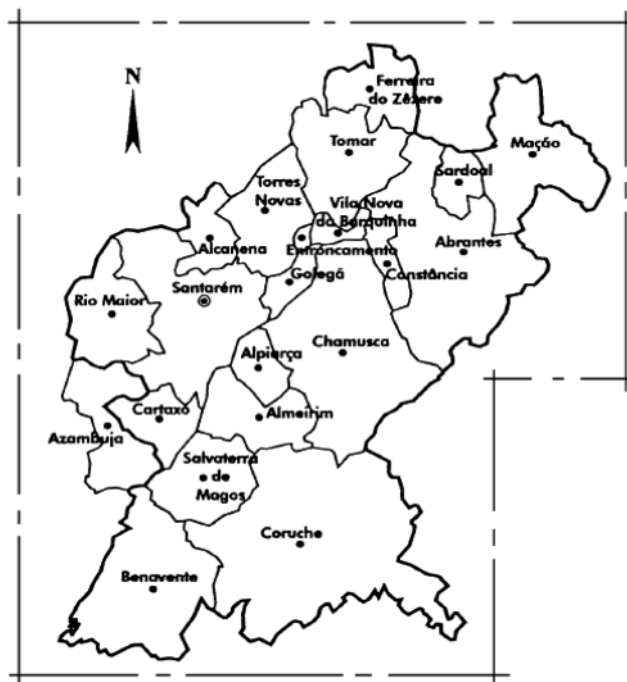 N
Ferreira
do Zêzere
Tomar
Mação
Sardoal
Torres
Novas
Vila Nova
da Barquinha
Alcanena
Entroncamento
Abrantes
Constância
Golegã
Santarém
Rio Maior
Chamusca
Alpiarça
Cartaxo
Almeirim
Azambuja
Salvaterra
de
Magos
Coruche
Benavente